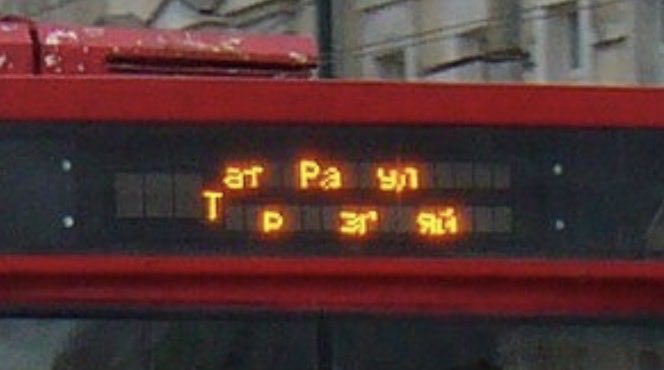 ат Ра ул
Т
р зг яй